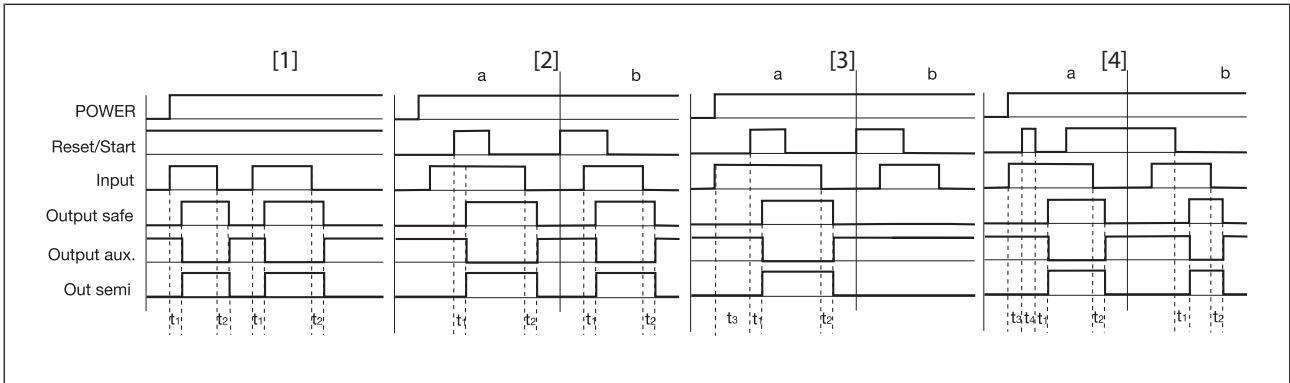 [1] [2] [3] [4]
a b a b a b
POWER
Reset/Start
Input
Output safe
Output aux.
Out semi
t1 t2 t1 t2 t1 t2 t1 t2 t3 t1 t2 t3 t4 t1 t2 t1 t2